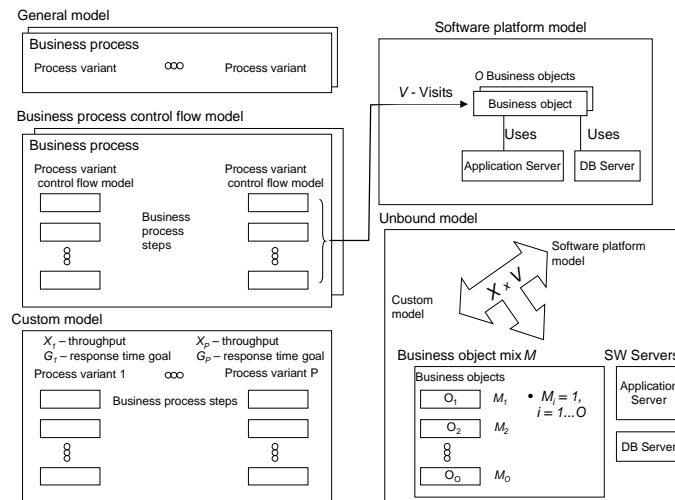 General model
Business process
Process variant
Process variant
Business process control flow model
Business process
Process variant
control flow model
Process variant
control flow model
Business
process
steps
Custom model
X1 – throughput
G1 – response time goal
XP – throughput
GP – response time goal
Process variant 1
Process variant P
Business process steps
Software platform model
V - Visits
O Business objects
Business object
Uses
Uses
Application Server
DB Server
Unbound model
Software platform
model
X x V
Custom
model
Business object mix M
SW Servers
Business objects
O1
M1
• Mi = 1,
i = 1...O
O2
M2
OO
MO
Application
Server
DB Server